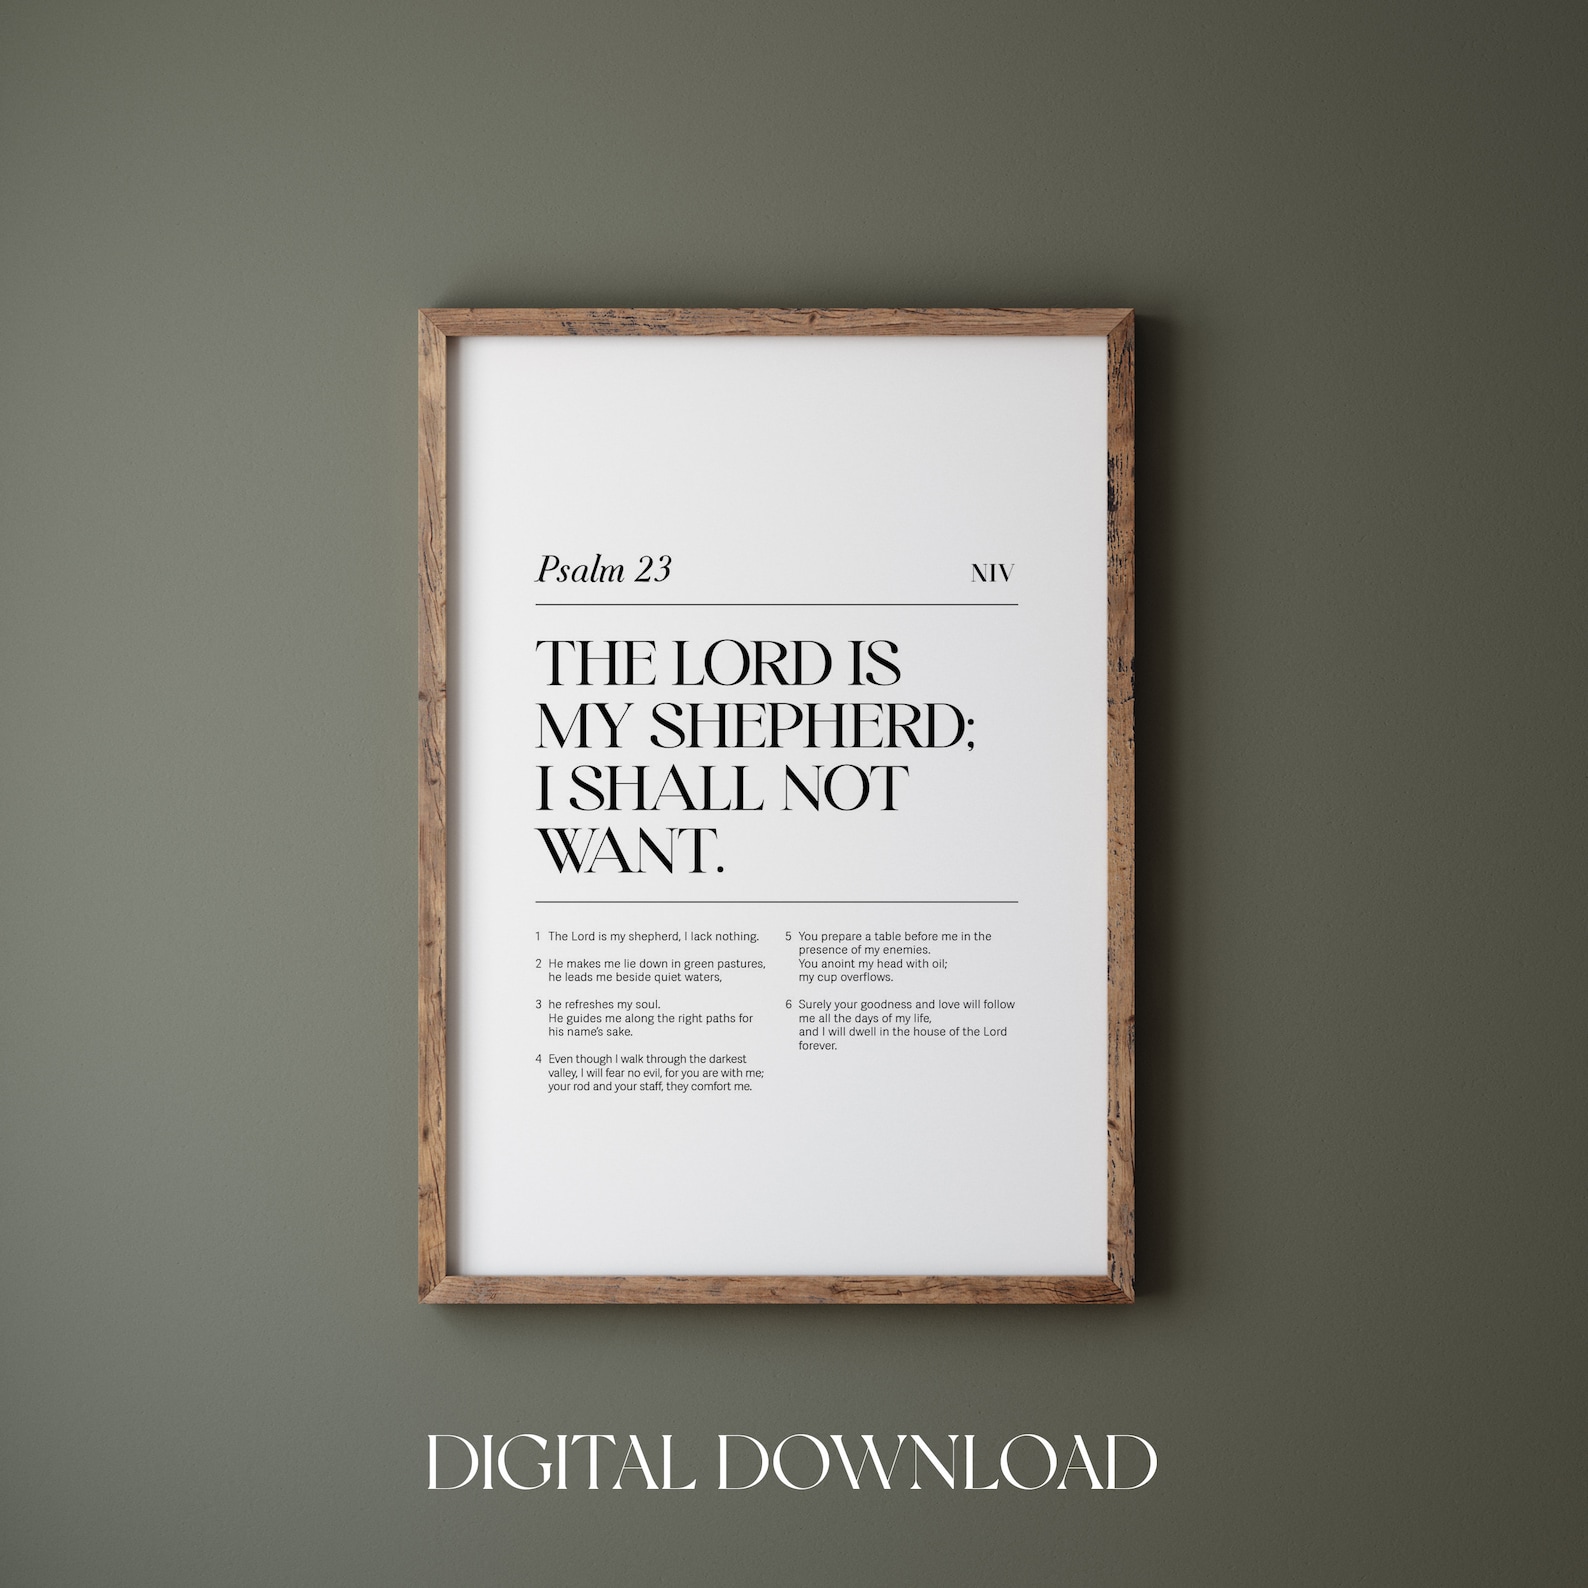 Psalm 23 NIV
THE LORD IS
MY SHEPHERD;
I SHALL NOT
WANT.
1 The Lord is my shepherd, I lack nothing.
2 He makes me lie down in green pastures,
he leads me beside quiet waters,
3 he refreshes my soul.
He guides me along the right paths for
his name's sake.
4 Even though I walk through the darkest
valley, I will fear no evil, for you are with me;
your rod and your staff, they comfort me.
5 You prepare a table before me in the
presence of my enemies.
You anoint my head with oil;
my cup overflows.
6 Surely your goodness and love will follow
me all the days of my life,
and I will dwell in the house of the Lord
forever.
DIGITAL DOWNLOAD